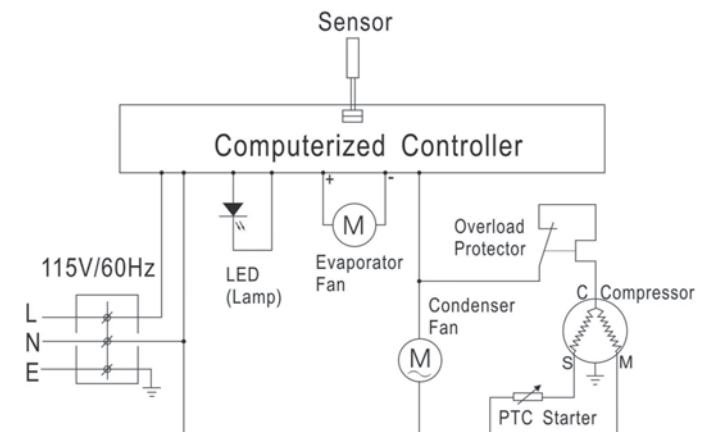 Sensor
Computerized Controller
+ -
M
Overload
Protector
115V/60Hz
LED
(Lamp)
Evaporator
Fan
C Compressor
Condenser
Fan
L
N
E
M
S M
PTC Starter